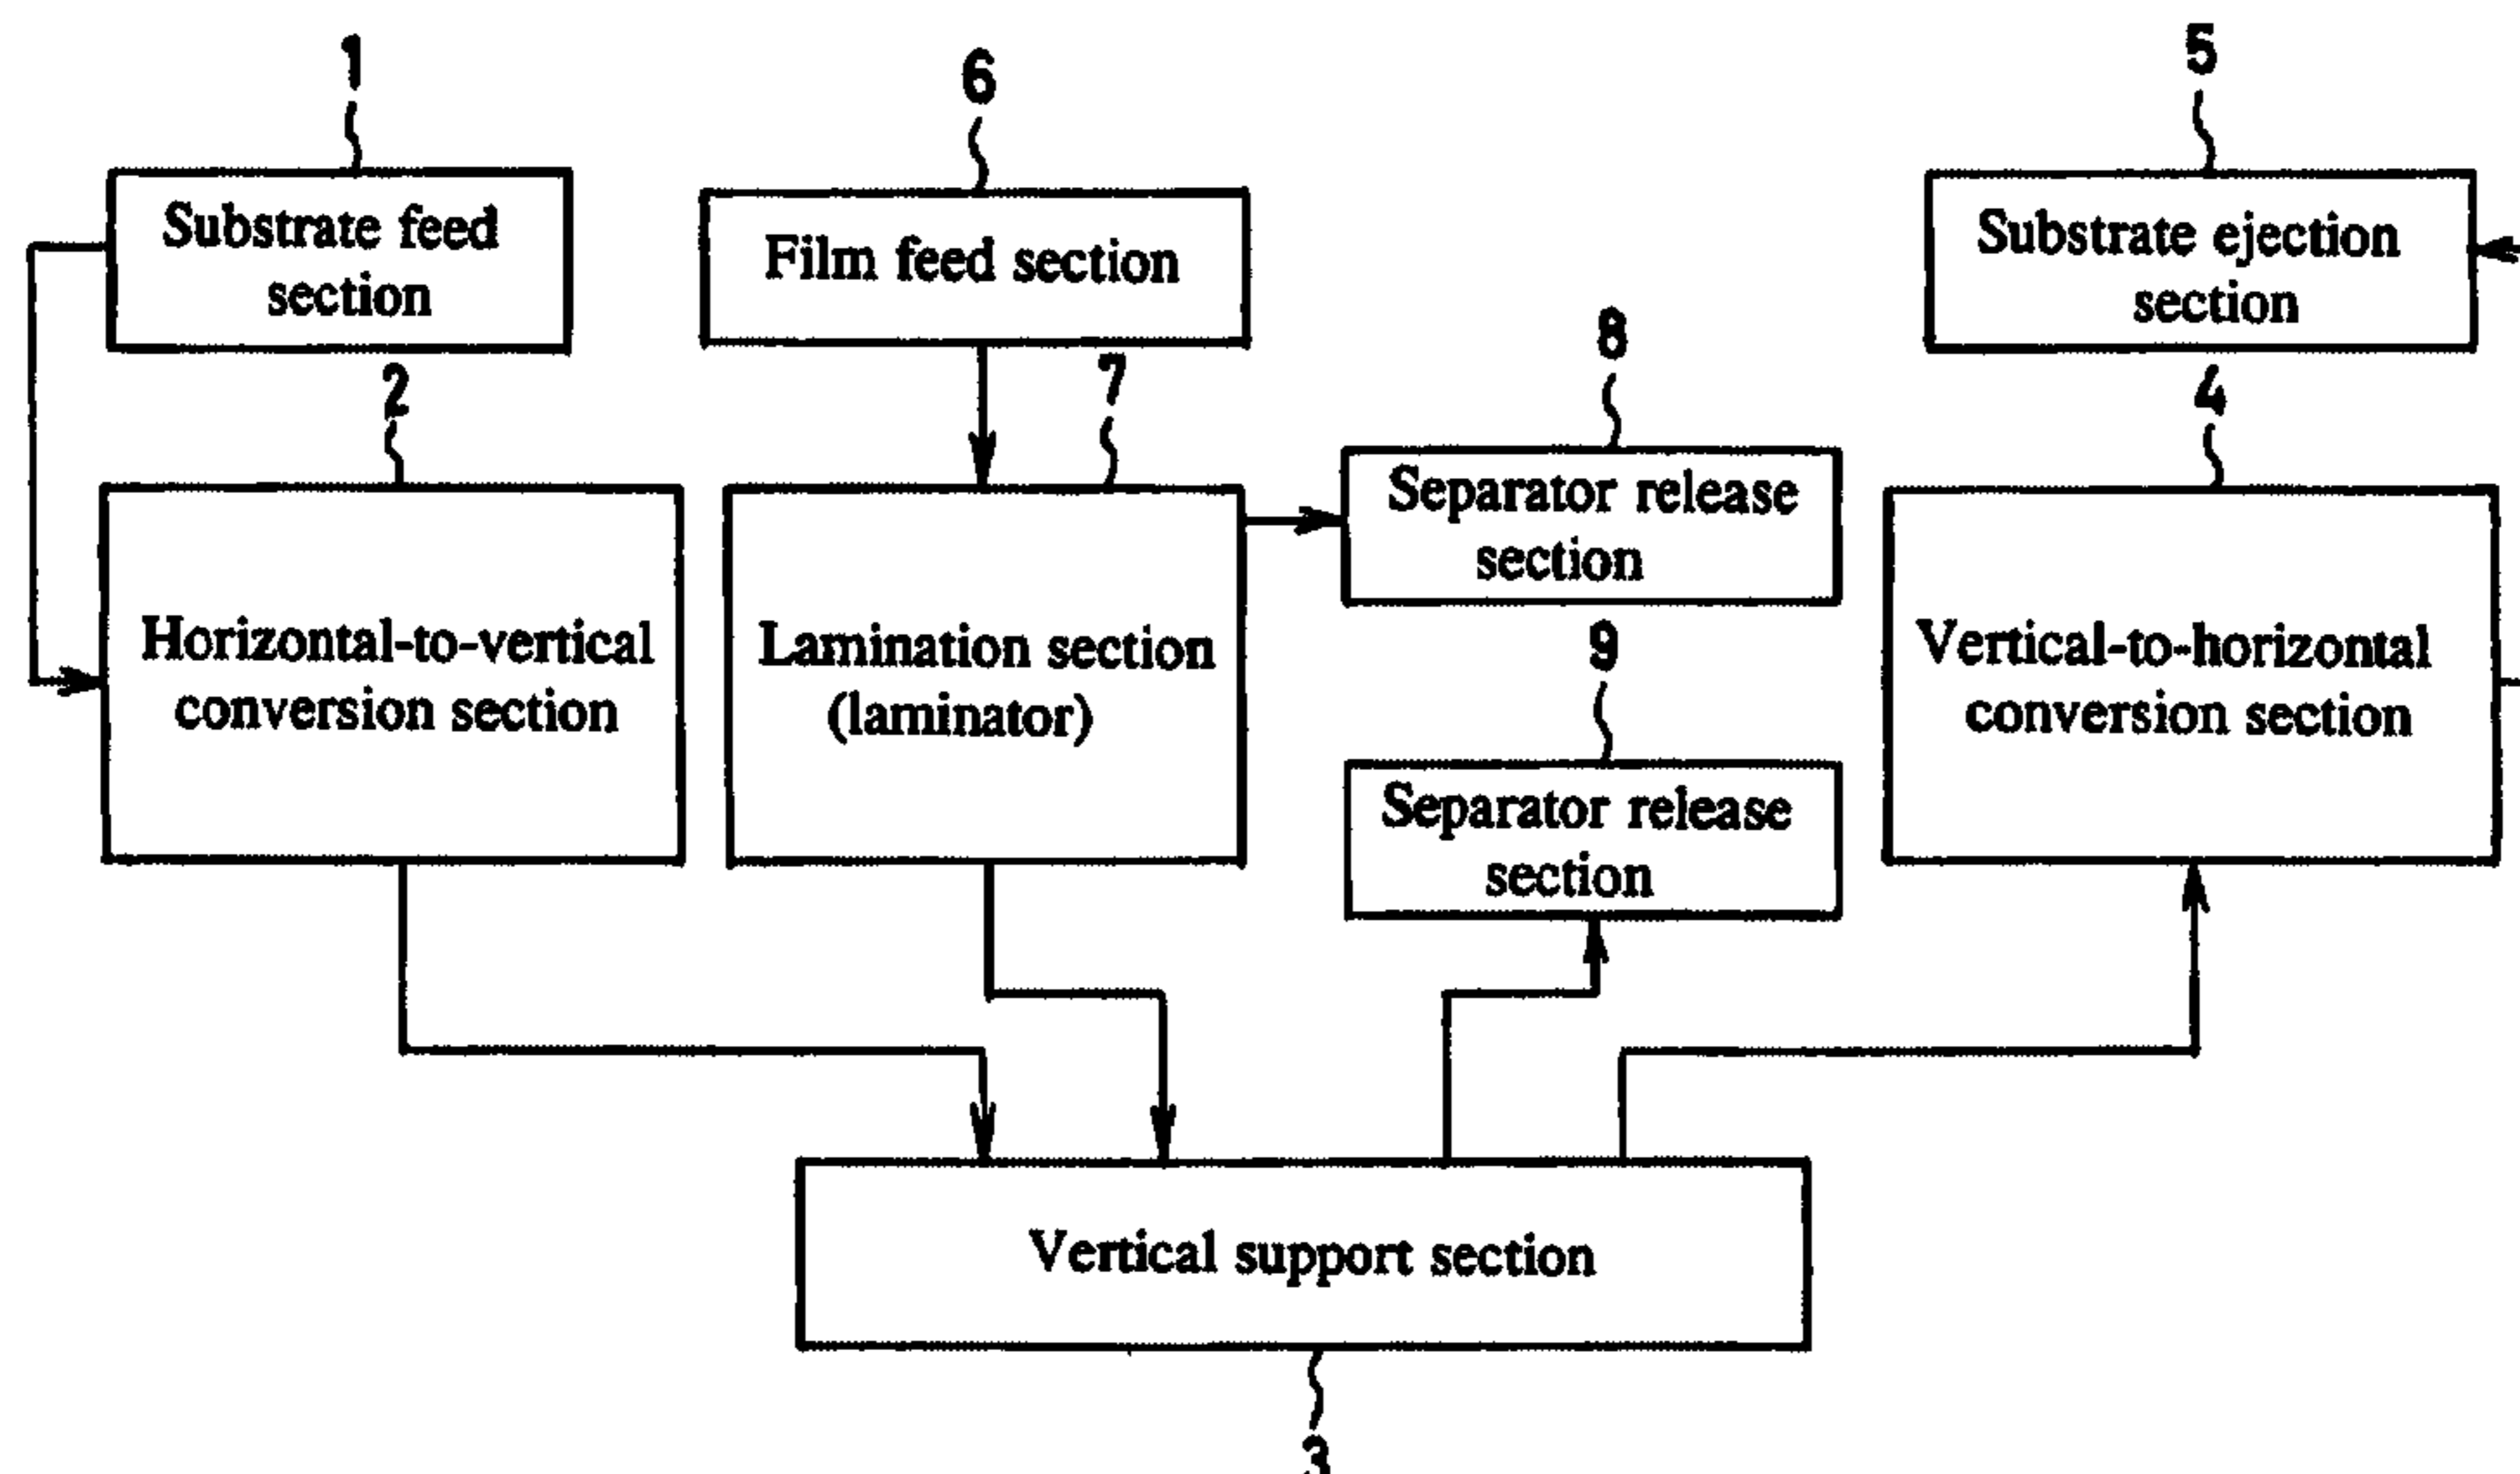 1
6
5
Substrate feed
section
Film feed section
Substrate ejection
section
2
7
8
4
Separator release
section
Horizontal-to-vertical
conversion section
Lamination section
(laminator)
9
Vertical-to-horizontal
conversion section
Separator release
section
Vertical support section
3